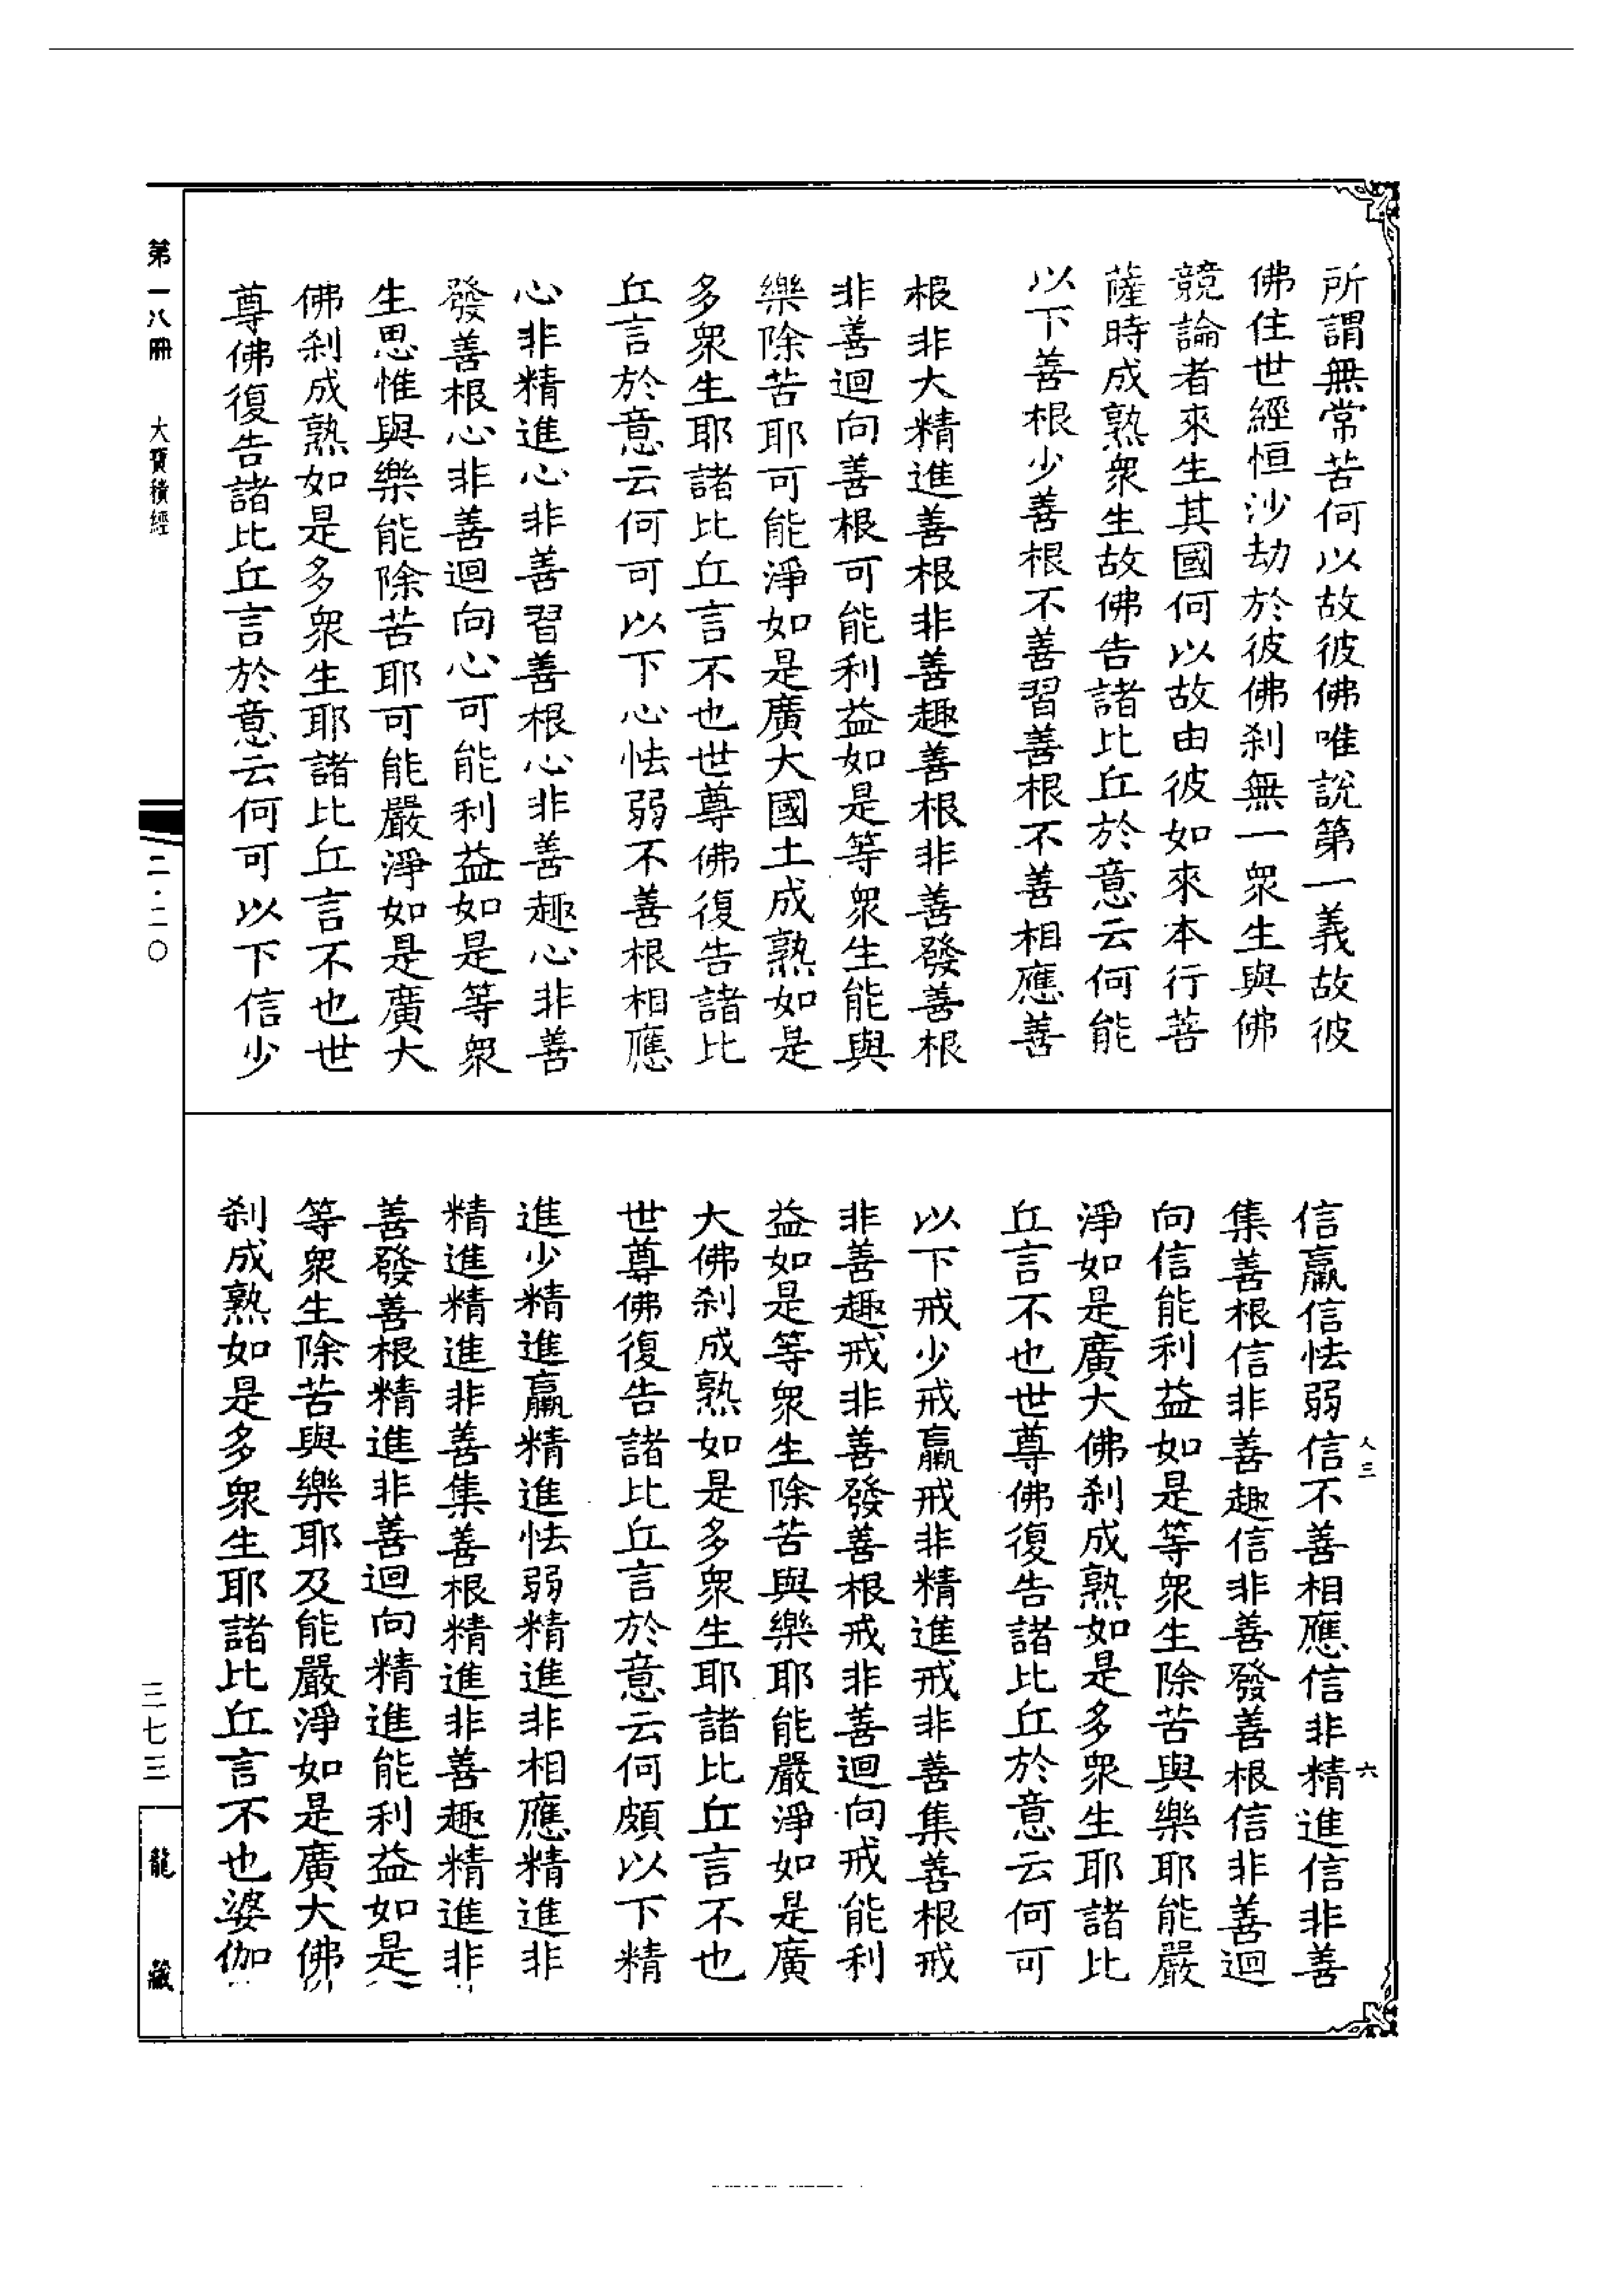 所謂無常苦何以故彼佛唯説第一義故彼
佛住世經恒沙劫於彼佛刹無一衆生與佛
競論者來生其國何以故由彼如來本行菩
薩時成熟衆生故佛告諸比丘於意云何能
以下善根少善根不善習善根不善相應善
根非大精進善根非善趣善根非善發善根
非善迴向善根可能利益如是等衆生能與
樂除苦耶可能淨如是廣大國土成熟如是
多衆生耶諸比丘言不也世尊佛復告諸比
丘言於意云何可以下心怯弱不善根相應
心非精進心非善習善根心非善趣心非善
發善根心非善迴向心可能利益如是等衆
生思惟與樂能除苦耶可能嚴淨如是廣大
佛刹成熟如是多衆生耶諸比丘言不也世
尊佛復告諸比丘言於意云何可以下信少
信羸信怯弱信不善相應信非精進信非善
集善根信非善趣信非善發善根信非善迴
向信能利益如是等衆生除苦與樂耶能嚴
淨如是廣大佛刹成熟如是多衆生耶諸比
丘言不也世尊佛復告諸比丘於意云何可
以下戒少戒羸戒非精進戒非善集善根戒
非善趣戒非善發善根戒非善迴向戒能利
益如是等衆生除苦與樂耶能嚴淨如是廣
大佛刹成熟如是多衆生耶諸比丘言不也
世尊佛復告諸比丘言於意云何頗以下精
進少精進羸精進怯弱精進非相應精進非
精進精進非善集善根精進非善趣精進非
善發善根精進非善迴向精進能利益如是
等衆生除苦與樂耶及能嚴淨如是廣大佛
刹成熟如是多衆生耶諸比丘言不也婆伽
人三
六
第一八冊　大寶積經
二·二〇
三七三
龍藏